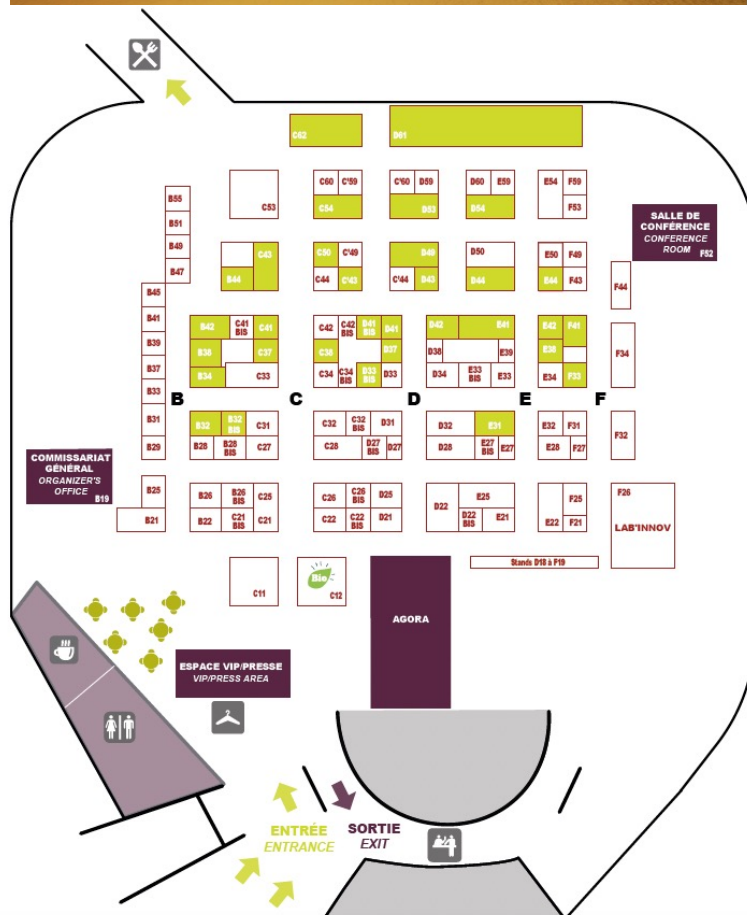 C62
D61
C60 C'59
C'60 D59
D60 E59
E54 F59
B55
C53
C54
D53
D54
F53
B51
SALLE DE
CONFÉRENCE
CONFERENCE
ROOM
F52
B49
C43
C50 C'49
D49
D50
E50 F49
B47
B44
C44 C'43
C'44 D43
D44
E44 F43
F44
B45
B41
B42
C41
BIS
C41
C42
C42
BIS
D41
BIS
D41
D42
E41
E42
F41
B39
B38
C37
C38
D37
D38
E39
E38
F34
B37
B34
C33
C34
C34
BIS
D33
BIS
D33
D34
E33
BIS
E33
E34
F33
B33
B C D E F
B31
B32
B32
BIS
C31
C32
C32
BIS
D31
D32
E31
E32 F31
F32
B29
B28
B28
BIS
C27
C28
D27
BIS
D27
D28
E27
BIS
E27
E28
F27
COMMISSARIAT
GÉNÉRAL
ORGANIZER'S
OFFICE
B19
B25
B26
B26
BIS
C25
C26
C26
BIS
D25
D22
E25
F25
F26
B21
B22
C21
BIS
C21
C22
C22
BIS
D21
D22
BIS
E21
E22
F21
LAB'INNOV
Stands D18 à F19
C11
Bio
C12
AGORA
ESPACE VIP/PRESSE
VIP/PRESS AREA
ENTRÉE
ENTRANCE
SORTIE
EXIT